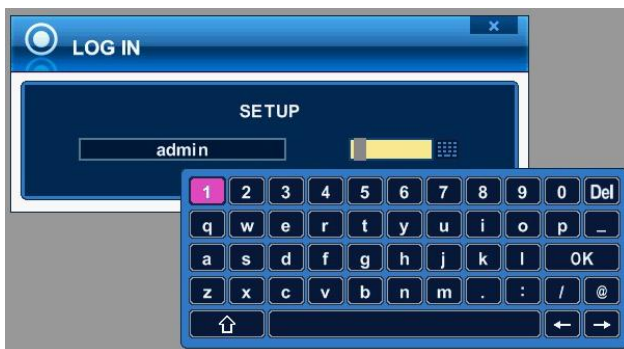 ×
LOG IN
SETUP
admin
1 2 3 4 5 6 7 8 9 0 Del
q w e r t y u i o p _
a s d f g h j k l OK
z x c v b n m . : / @
← →